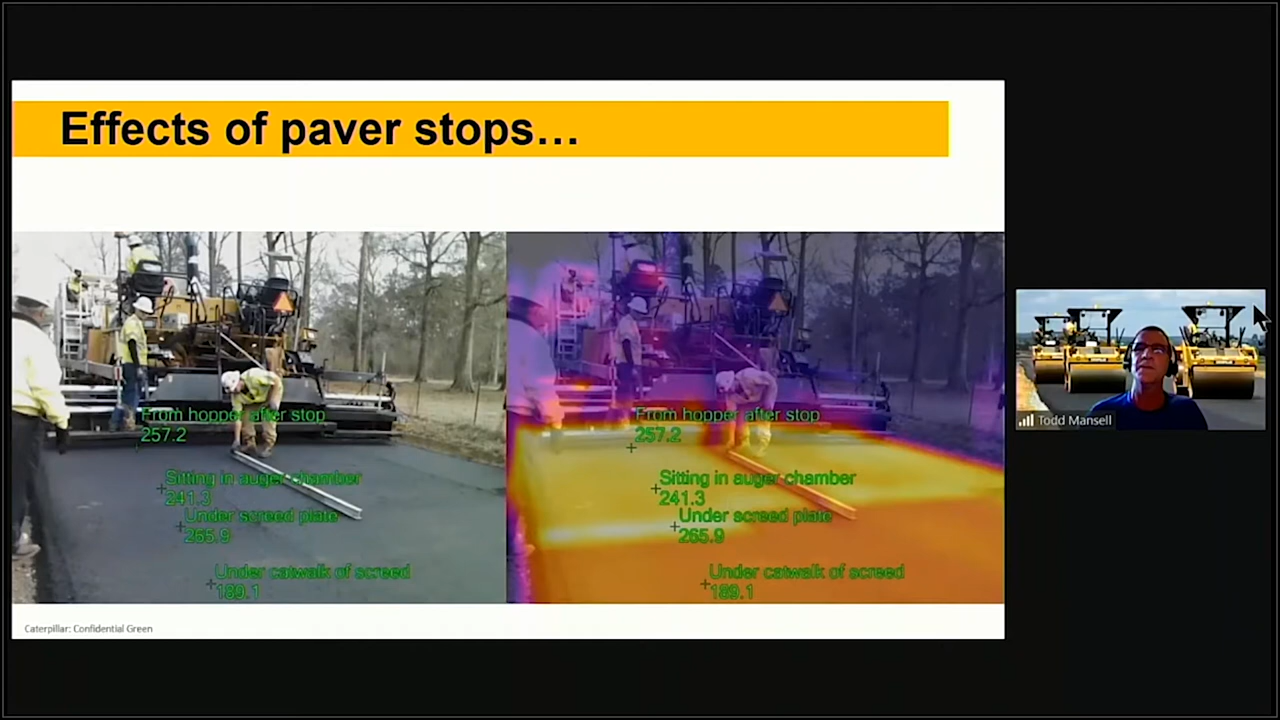 Effects of paver stops…
From hopper after stop
257.2
Sitting in auger chamber
241.3
Under screed plate
265.9
Under catwalk of screed
189.1
From hopper after stop
257.2
Sitting in auger chamber
241.3
Under screed plate
265.9
Under catwalk of screed
189.1
Todd Mansell
Caterpillar: Confidential Green